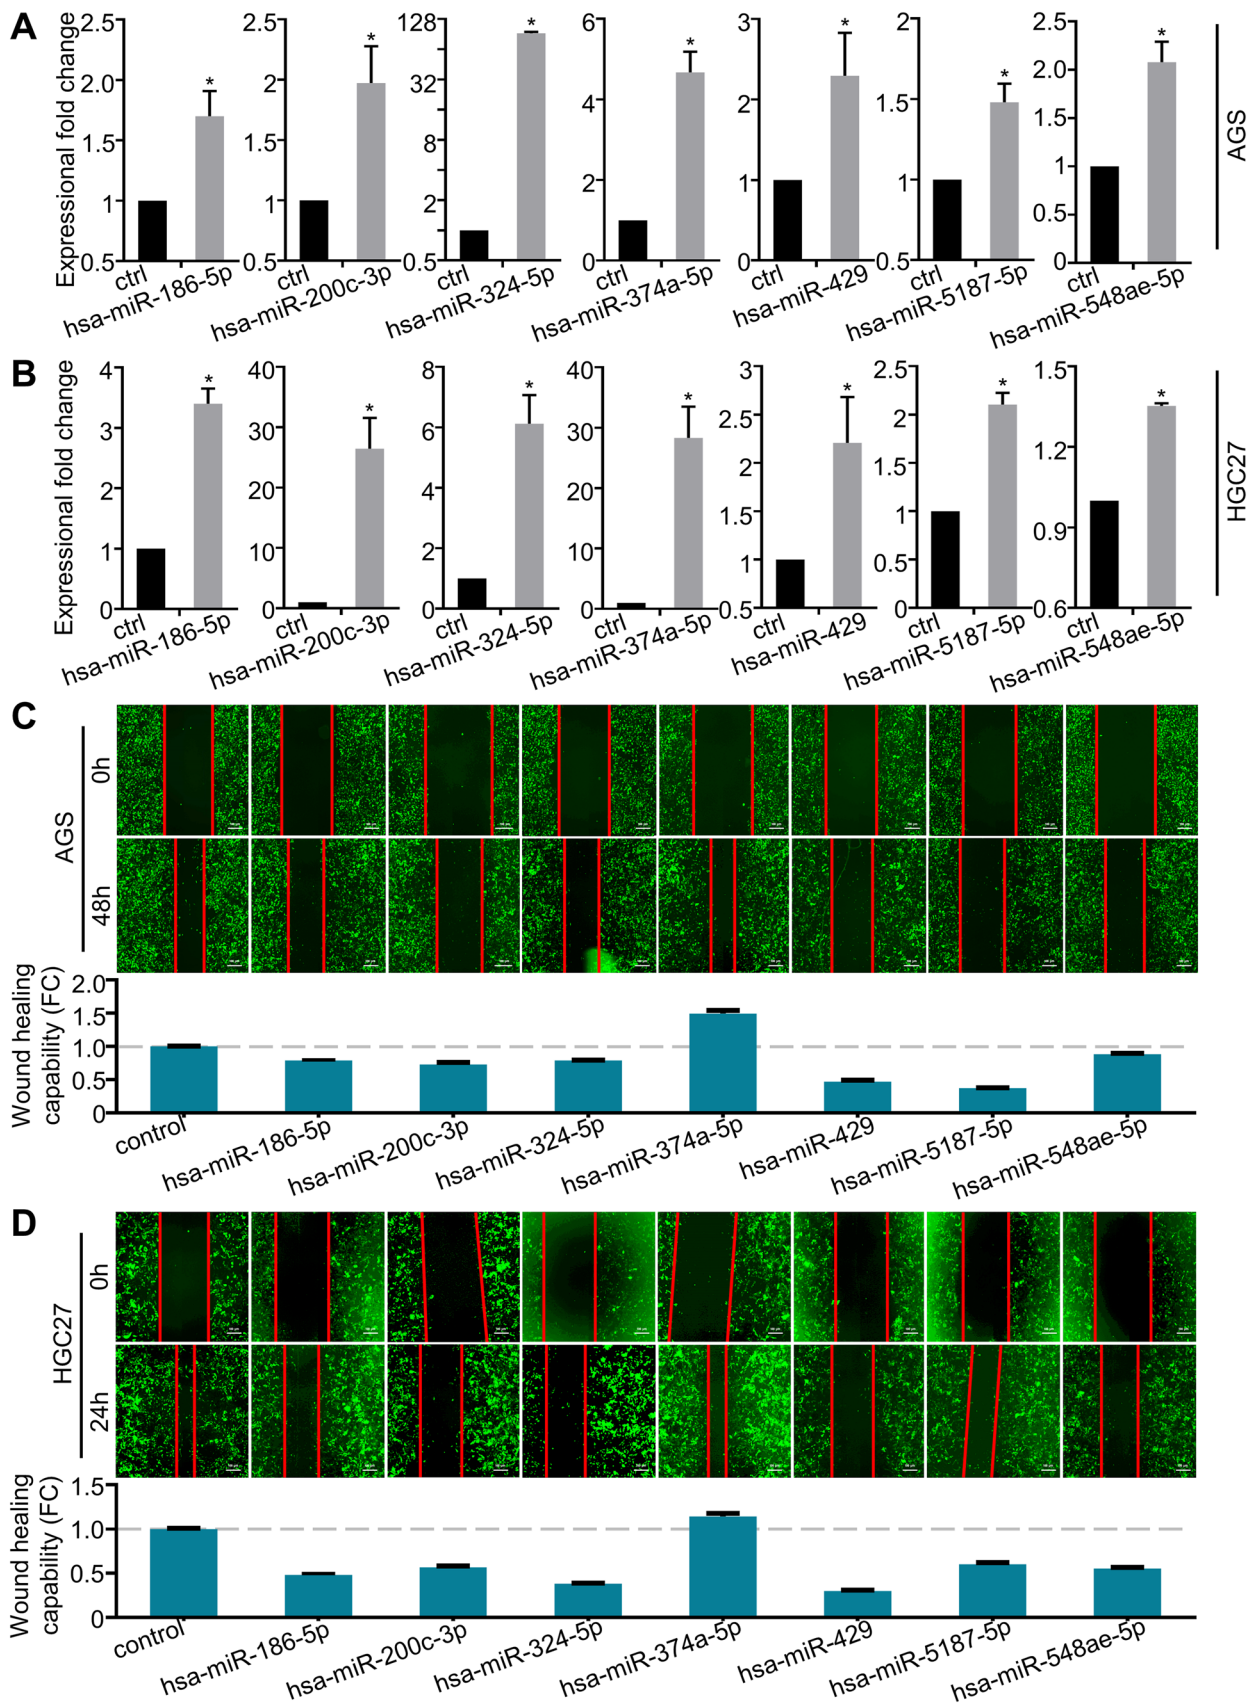 A
Expressional fold change
2.5
2.0
1.5
1
0.5
ctrl
hsa-miR-186-5p
2.5
2
1.5
1
0.5
ctrl
hsa-miR-200c-3p
128
32
8
2
0.5
*
ctrl
hsa-miR-324-5p
6
4
2
0
*
ctrl
hsa-miR-374a-5p
3
2
1
0
*
ctrl
hsa-miR-429
2
1.5
1
0.5
*
ctrl
hsa-miR-5187-5p
2.5
2.0
1.5
1
0.5
0
*
ctrl
hsa-miR-548ae-5p
AGS
B
Expressional fold change
4
3
2
1
0
*
ctrl
hsa-miR-186-5p
40
30
20
10
0
*
ctrl
hsa-miR-200c-3p
8
6
4
2
0
*
ctrl
hsa-miR-324-5p
40
30
20
10
0
*
ctrl
hsa-miR-374a-5p
3
2.5
2
1.5
1
0.5
*
ctrl
hsa-miR-429
2.5
2
1.5
1
0.5
0
*
ctrl
hsa-miR-5187-5p
1.5
1.2
0.9
0.6
*
ctrl
hsa-miR-548ae-5p
HGC27
C
AGS
0h
48h
Wound healing
capability (FC)
2.0
1.5
1.0
0.5
0
control
hsa-miR-186-5p
hsa-miR-200c-3p
hsa-miR-324-5p
hsa-miR-374a-5p
hsa-miR-429
hsa-miR-5187-5p
hsa-miR-548ae-5p
D
HGC27
0h
24h
Wound healing
capability (FC)
1.5
1.0
0.5
0
control
hsa-miR-186-5p
hsa-miR-200c-3p
hsa-miR-324-5p
hsa-miR-374a-5p
hsa-miR-429
hsa-miR-5187-5p
hsa-miR-548ae-5p